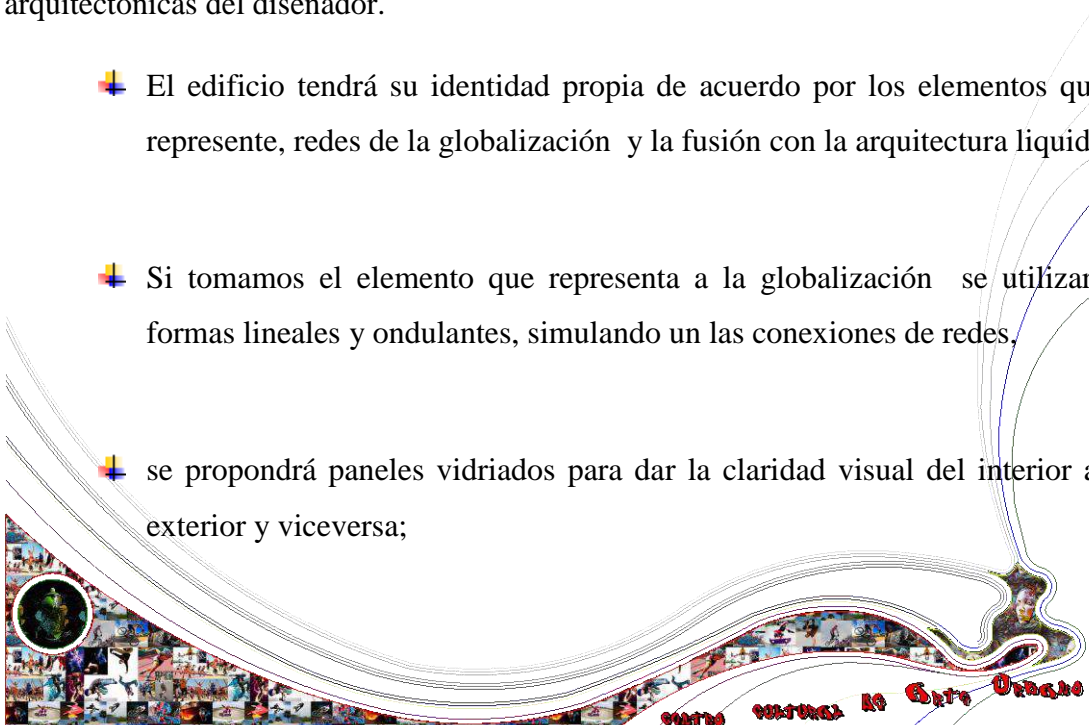 arquitectónicas del diseñador.
El edificio tendrá su identidad propia de acuerdo por los elementos qu
represente, redes de la globalización y la fusión con la arquitectura liquid
Si tomamos el elemento que representa a la globalización se utilizar
formas lineales y ondulantes, simulando un las conexiones de redes,
se propondrá paneles vidriados para dar la claridad visual del interior a
exterior y viceversa;